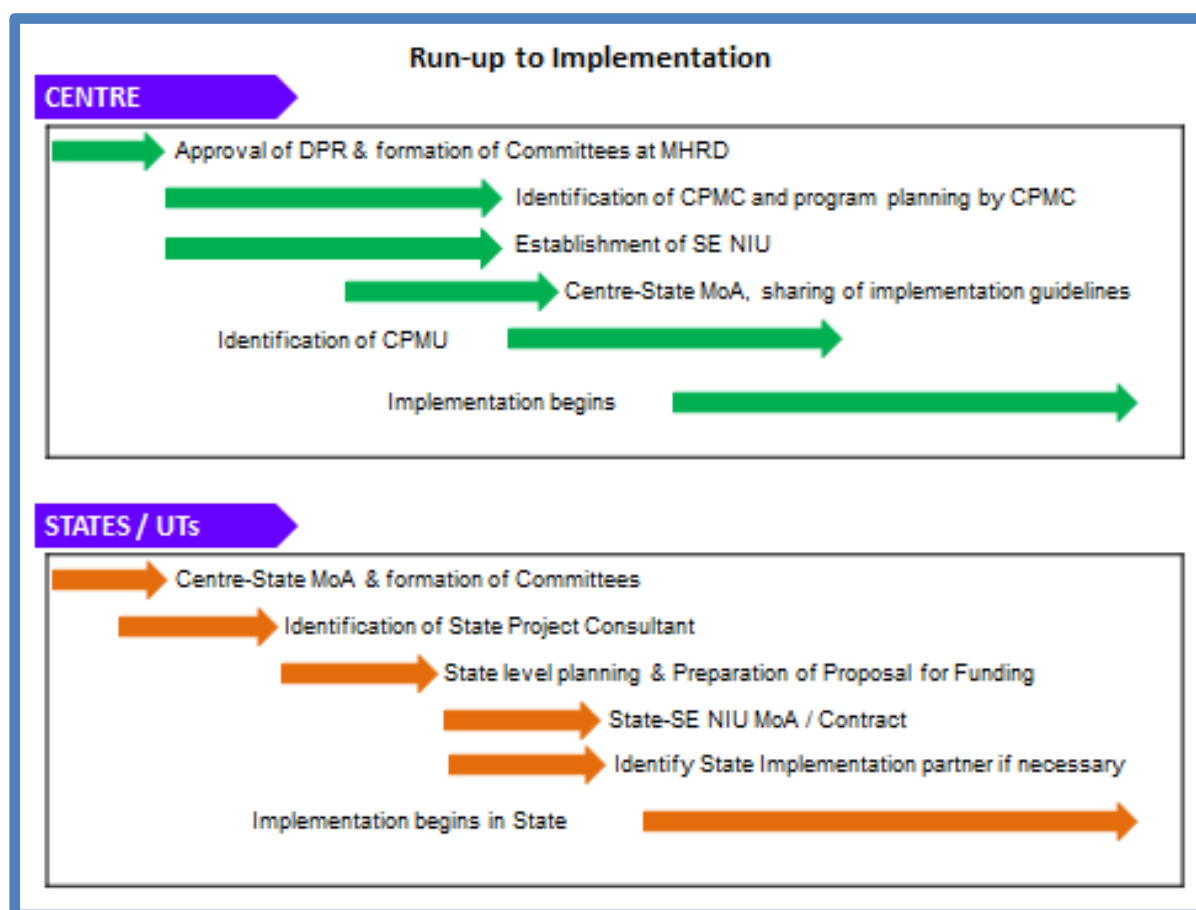 Run-up to Implementation
CENTRE
Approval of DPR & formation of Committees at MHRD
Identification of CPMC and program planning by CPMC
Establishment of SE NIU
Centre-State MoA, sharing of implementation guidelines
Identification of CPMU
Implementation begins
STATES / UTs
Centre-State MoA & formation of Committees
Identification of State Project Consultant
State level planning & Preparation of Proposal for Funding
State-SE NIU MoA / Contract
Identify State Implementation partner if necessary
Implementation begins in State